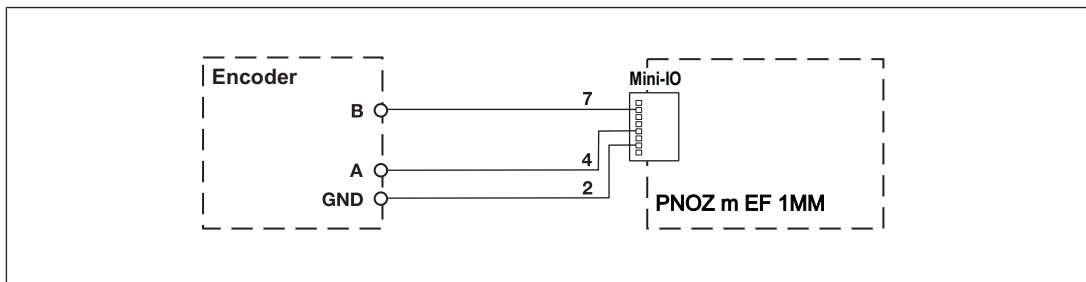 Encoder
Mini-IO
B
7
A
4
GND
2
PNOZ m EF 1MM